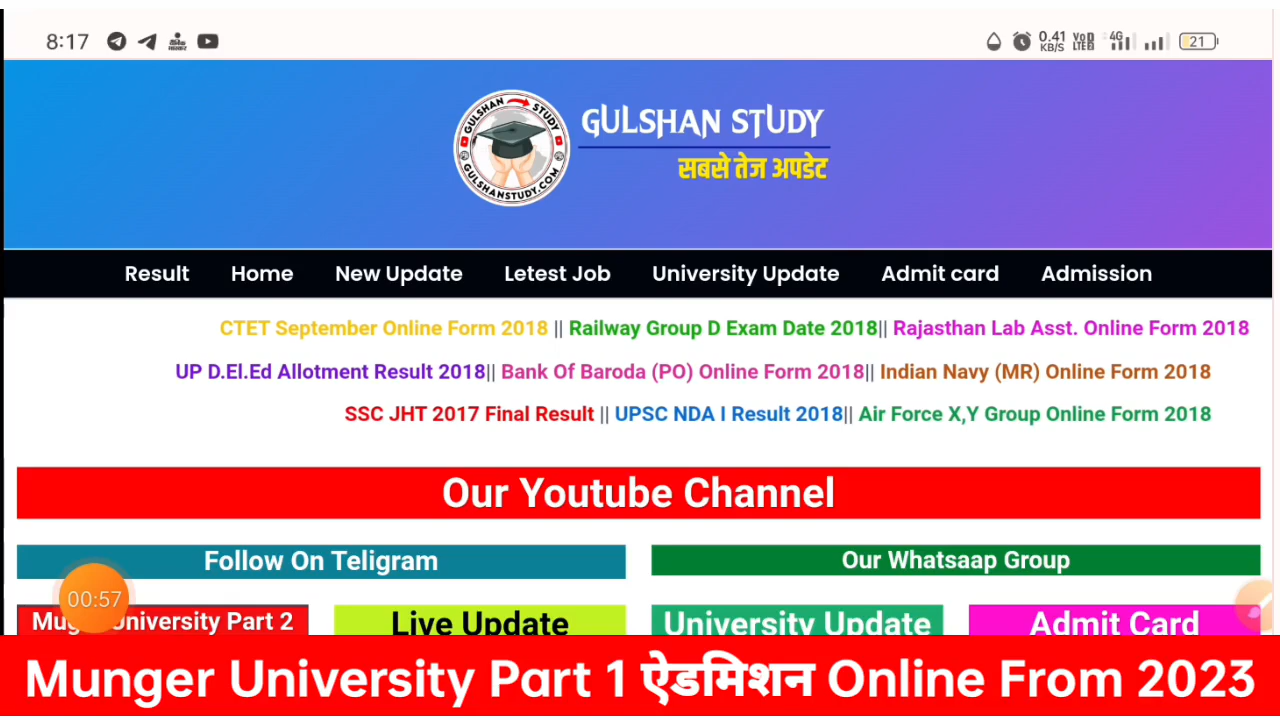 8:17 0.41 KB/S VoD LTE2 4G 21
GULSHAN STUDY
GULSHANSTUDY.COM
GULSHAN STUDY
सबसे तेज अपडेट
Result Home New Update Letest Job University Update Admit card Admission
CTET September Online Form 2018 || Railway Group D Exam Date 2018|| Rajasthan Lab Asst. Online Form 2018
UP D.El.Ed Allotment Result 2018|| Bank Of Baroda (PO) Online Form 2018|| Indian Navy (MR) Online Form 2018
SSC JHT 2017 Final Result || UPSC NDA I Result 2018|| Air Force X,Y Group Online Form 2018
Our Youtube Channel
Follow On Teligram Our Whatsaap Group
00:57
University Part 2 Live Update University Update Admit Card
Munger University Part 1 ऐडमिशन Online From 2023